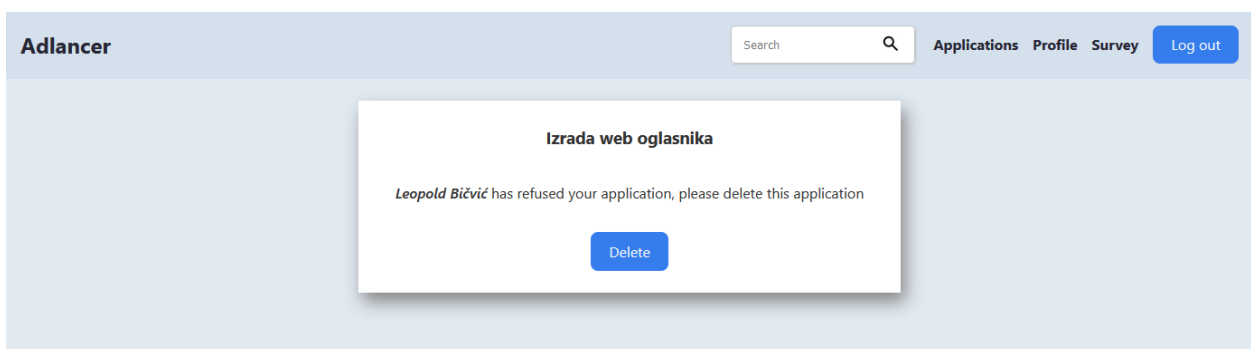 Adlancer
Search
Applications Profile Survey Log out
Izrada web oglasnika
Leopold Bičvić has refused your application, please delete this application
Delete